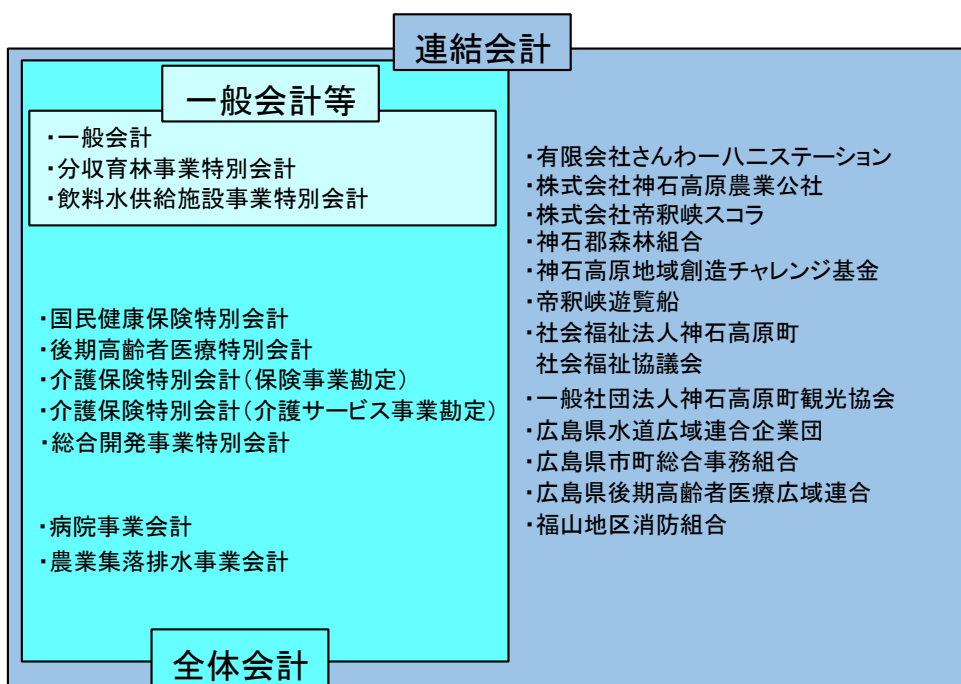 連結会計
一般会計等
・一般会計
・分収育林事業特別会計
・飲料水供給施設事業特別会計
・国民健康保険特別会計
・後期高齢者医療特別会計
・介護保険特別会計(保険事業勘定)
・介護保険特別会計(介護サービス事業勘定)
・総合開発事業特別会計
・病院事業会計
・農業集落排水事業会計
全体会計
・有限会社さんわ一八二ステーション
・株式会社神石高原農業公社
・株式会社帝釈峡スコラ
・神石郡森林組合
・神石高原地域創造チャレンジ基金
・帝釈峡遊覧船
・社会福祉法人神石高原町
社会福祉協議会
・一般社団法人神石高原町観光協会
・広島県水道広域連合企業団
・広島県市町総合事務組合
・広島県後期高齢者医療広域連合
・福山地区消防組合